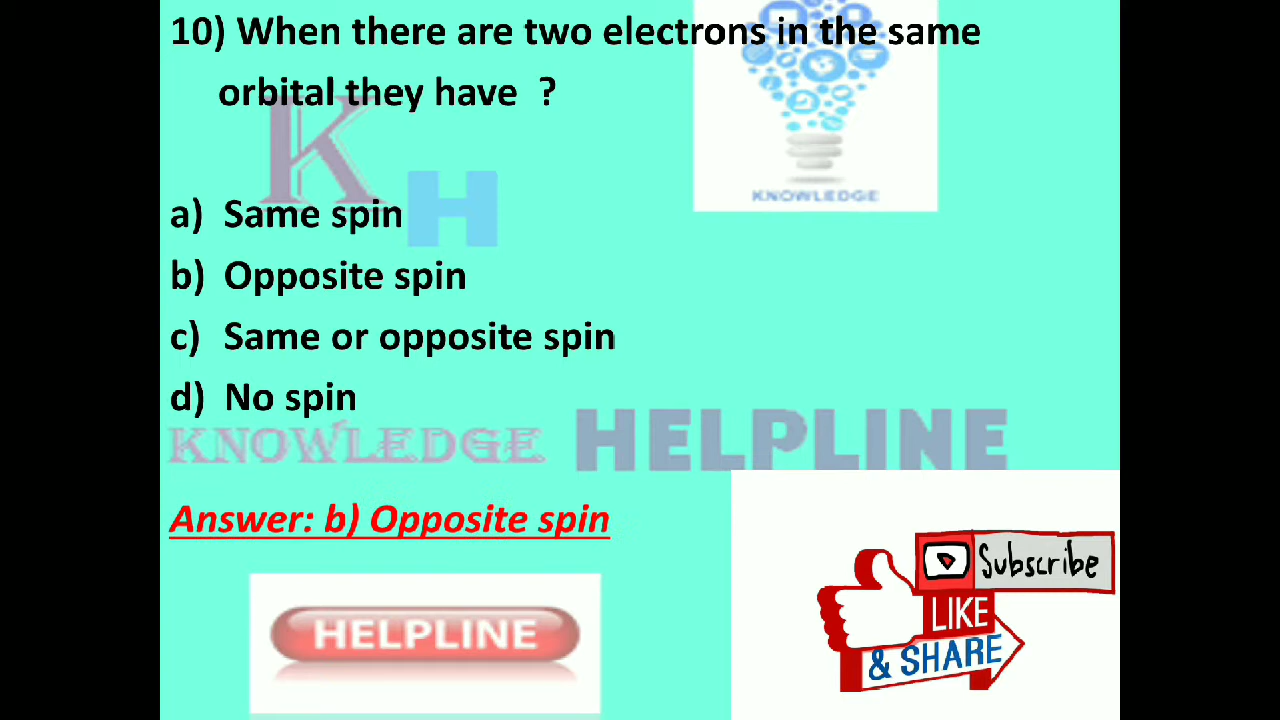 10) When there are two electrons in the same
orbital they have ?
KNOWLEDGE
K
H
a) Same spin
b) Opposite spin
c) Same or opposite spin
d) No spin
KNOWLEDGE HELPLINE
Answer: b) Opposite spin
Subscribe
LIKE
& SHARE
HELPLINE